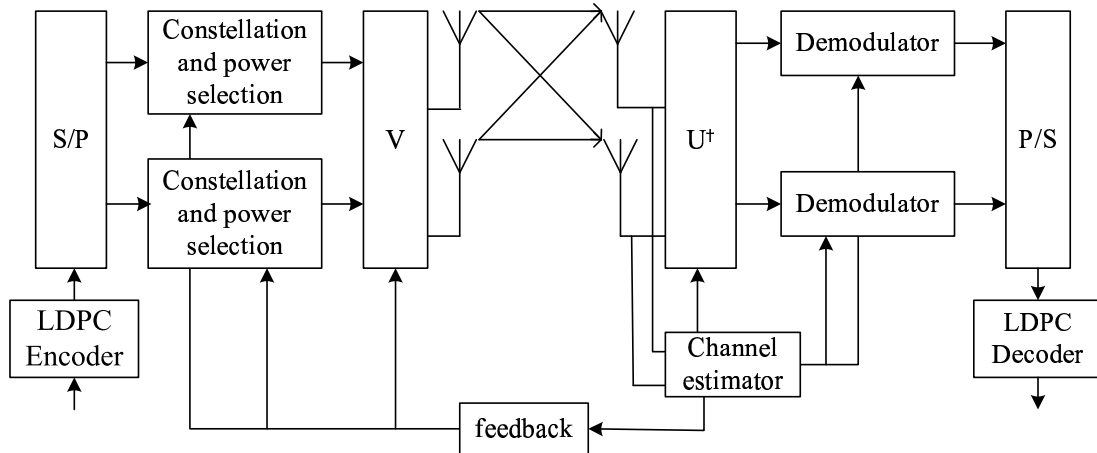 S/P
Constellation
and power
selection
Constellation
and power
selection
V
U†
Demodulator
Demodulator
P/S
LDPC
Encoder
Channel
estimator
LDPC
Decoder
feedback